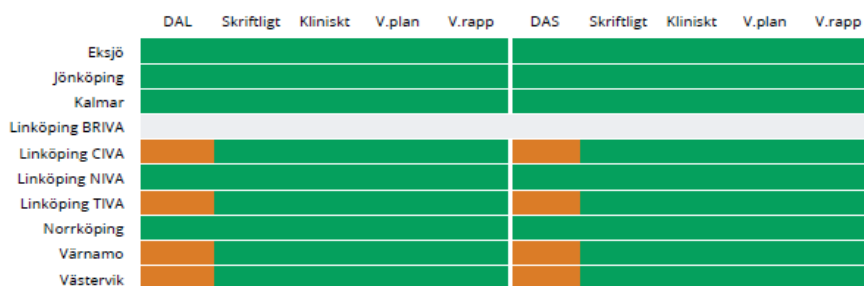 DAL Skriftligt Kliniskt V.plan V.rapp DAS Skriftligt Kliniskt V.plan V.rapp
Eksjö
Jönköping
Kalmar
Linköping BRIVA
Linköping CIVA
Linköping NIVA
Linköping TIVA
Norrköping
Värnamo
Västervik